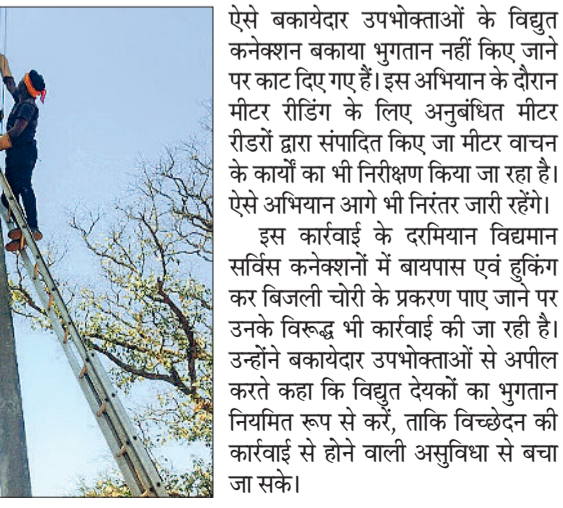 ऐसे बकायेदार उपभोक्ताओं के विद्युत
कनेक्शन बकाया भुगतान नहीं किए जाने
पर काट दिए गए हैं। इस अभियान के दौरान
मीटर रीडिंग के लिए अनुबंधित मीटर
रीडरों द्वारा संपादित किए जा मीटर वाचन
के कार्यों का भी निरीक्षण किया जा रहा है।
ऐसे अभियान आगे भी निरंतर जारी रहेंगे।
इस कार्रवाई के दरमियान विद्यमान
सर्विस कनेक्शनों में बायपास एवं हुकिंग
कर बिजली चोरी के प्रकरण पाए जाने पर
उनके विरूद्ध भी कार्रवाई की जा रही है।
उन्होंने बकायेदार उपभोक्ताओं से अपील
करते कहा कि विद्युत देयकों का भुगतान
नियमित रूप से करें, ताकि विच्छेदन की
कार्रवाई से होने वाली असुविधा से बचा
जा सके।